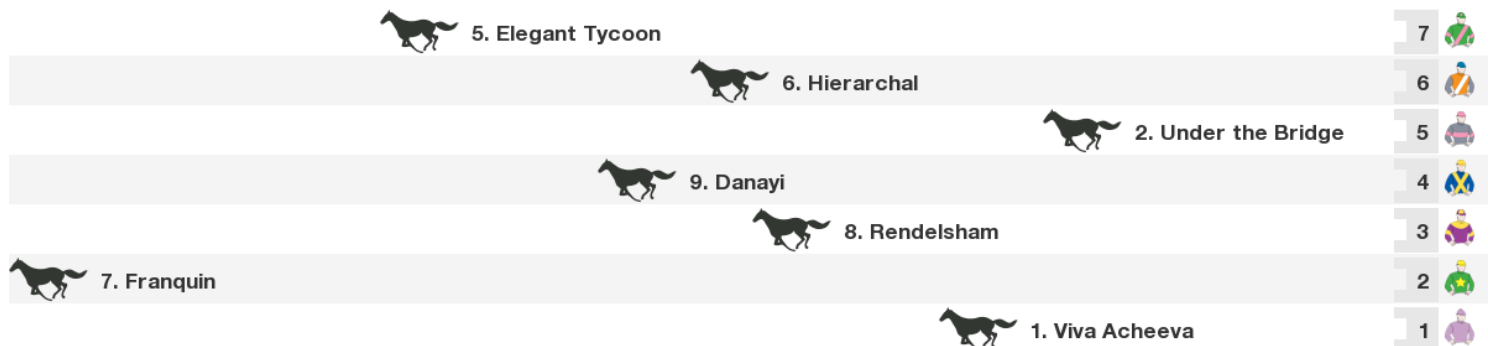 5. Elegant Tycoon 7
6. Hierarchal 6
2. Under the Bridge 5
9. Danayi 4
8. Rendelsham 3
7. Franquin 2
1. Viva Acheeva 1